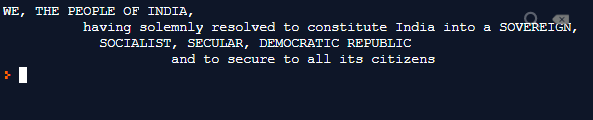 WE, THE PEOPLE OF INDIA,
having solemnly resolved to constitute India into a SOVEREIGN,
SOCIALIST, SECULAR, DEMOCRATIC REPUBLIC
and to secure to all its citizens
>